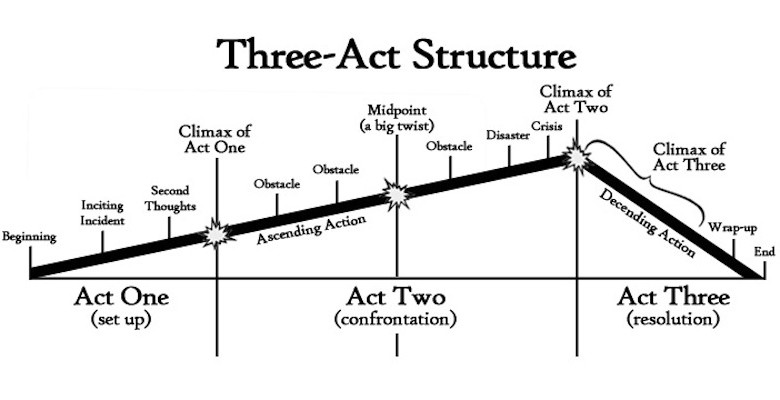 Three-Act Structure
Beginning
Inciting
Incident
Second
Thoughts
Climax of
Act One
Obstacle
Obstacle
Ascending Action
Midpoint
(a big twist)
Obstacle
Disaster
Crisis
Climax of
Act Two
Climax of
Act Three
Decending Action
Wrap-up
End
Act One
(set up)
Act Two
(confrontation)
Act Three
(resolution)